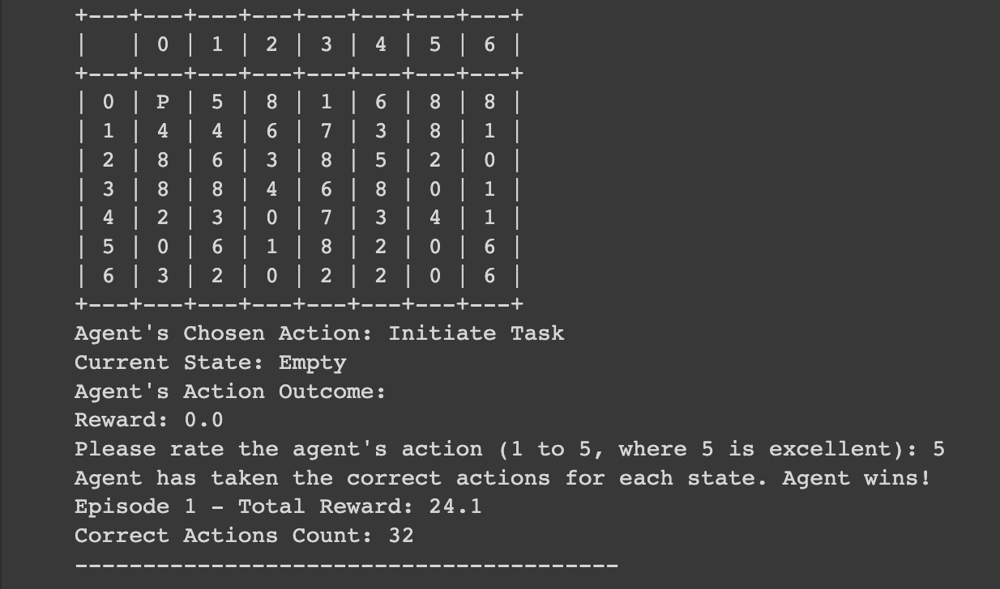 +---+---+---+---+---+---+---+---+
|   | 0 | 1 | 2 | 3 | 4 | 5 | 6 |
+---+---+---+---+---+---+---+---+
| 0 | P | 5 | 8 | 1 | 6 | 8 | 8 |
| 1 | 4 | 4 | 6 | 7 | 3 | 8 | 1 |
| 2 | 8 | 6 | 3 | 8 | 5 | 2 | 0 |
| 3 | 8 | 8 | 4 | 6 | 8 | 0 | 1 |
| 4 | 2 | 3 | 0 | 7 | 3 | 4 | 1 |
| 5 | 0 | 6 | 1 | 8 | 2 | 0 | 6 |
| 6 | 3 | 2 | 0 | 2 | 2 | 0 | 6 |
+---+---+---+---+---+---+---+---+
Agent's Chosen Action: Initiate Task
Current State: Empty
Agent's Action Outcome:
Reward: 0.0
Please rate the agent's action (1 to 5, where 5 is excellent): 5
Agent has taken the correct actions for each state. Agent wins!
Episode 1 – Total Reward: 24.1
Correct Actions Count: 32
----------------------------------------